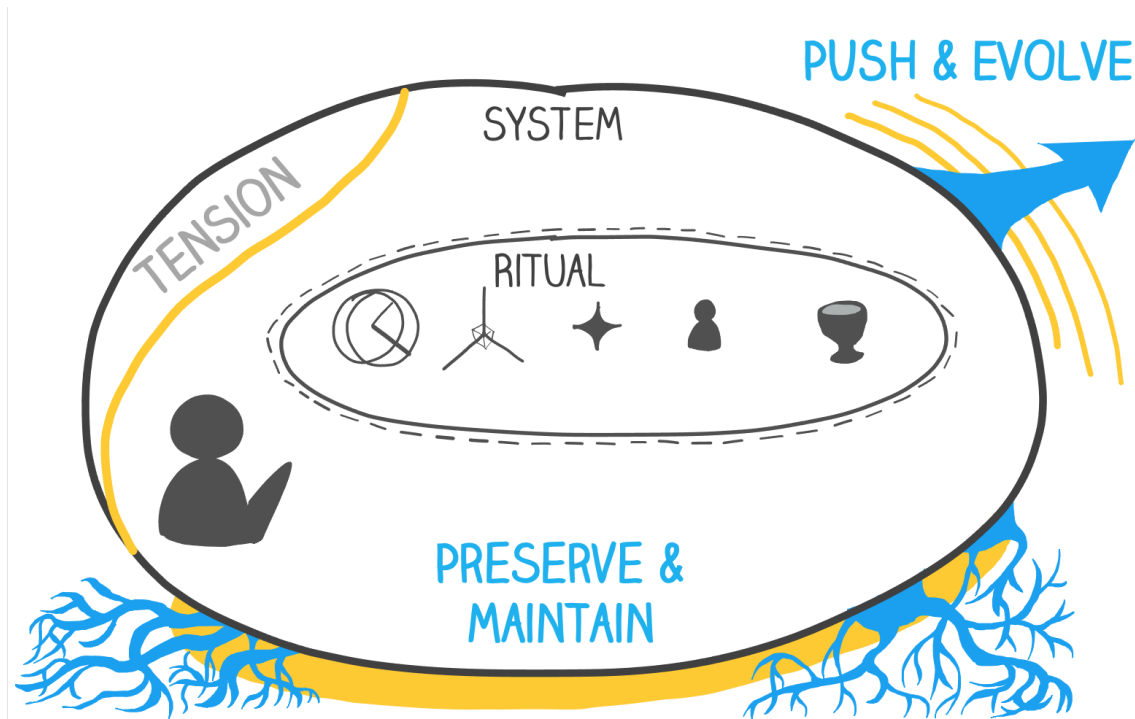 PUSH & EVOLVE
SYSTEM
TENSION
RITUAL
PRESERVE &
MAINTAIN